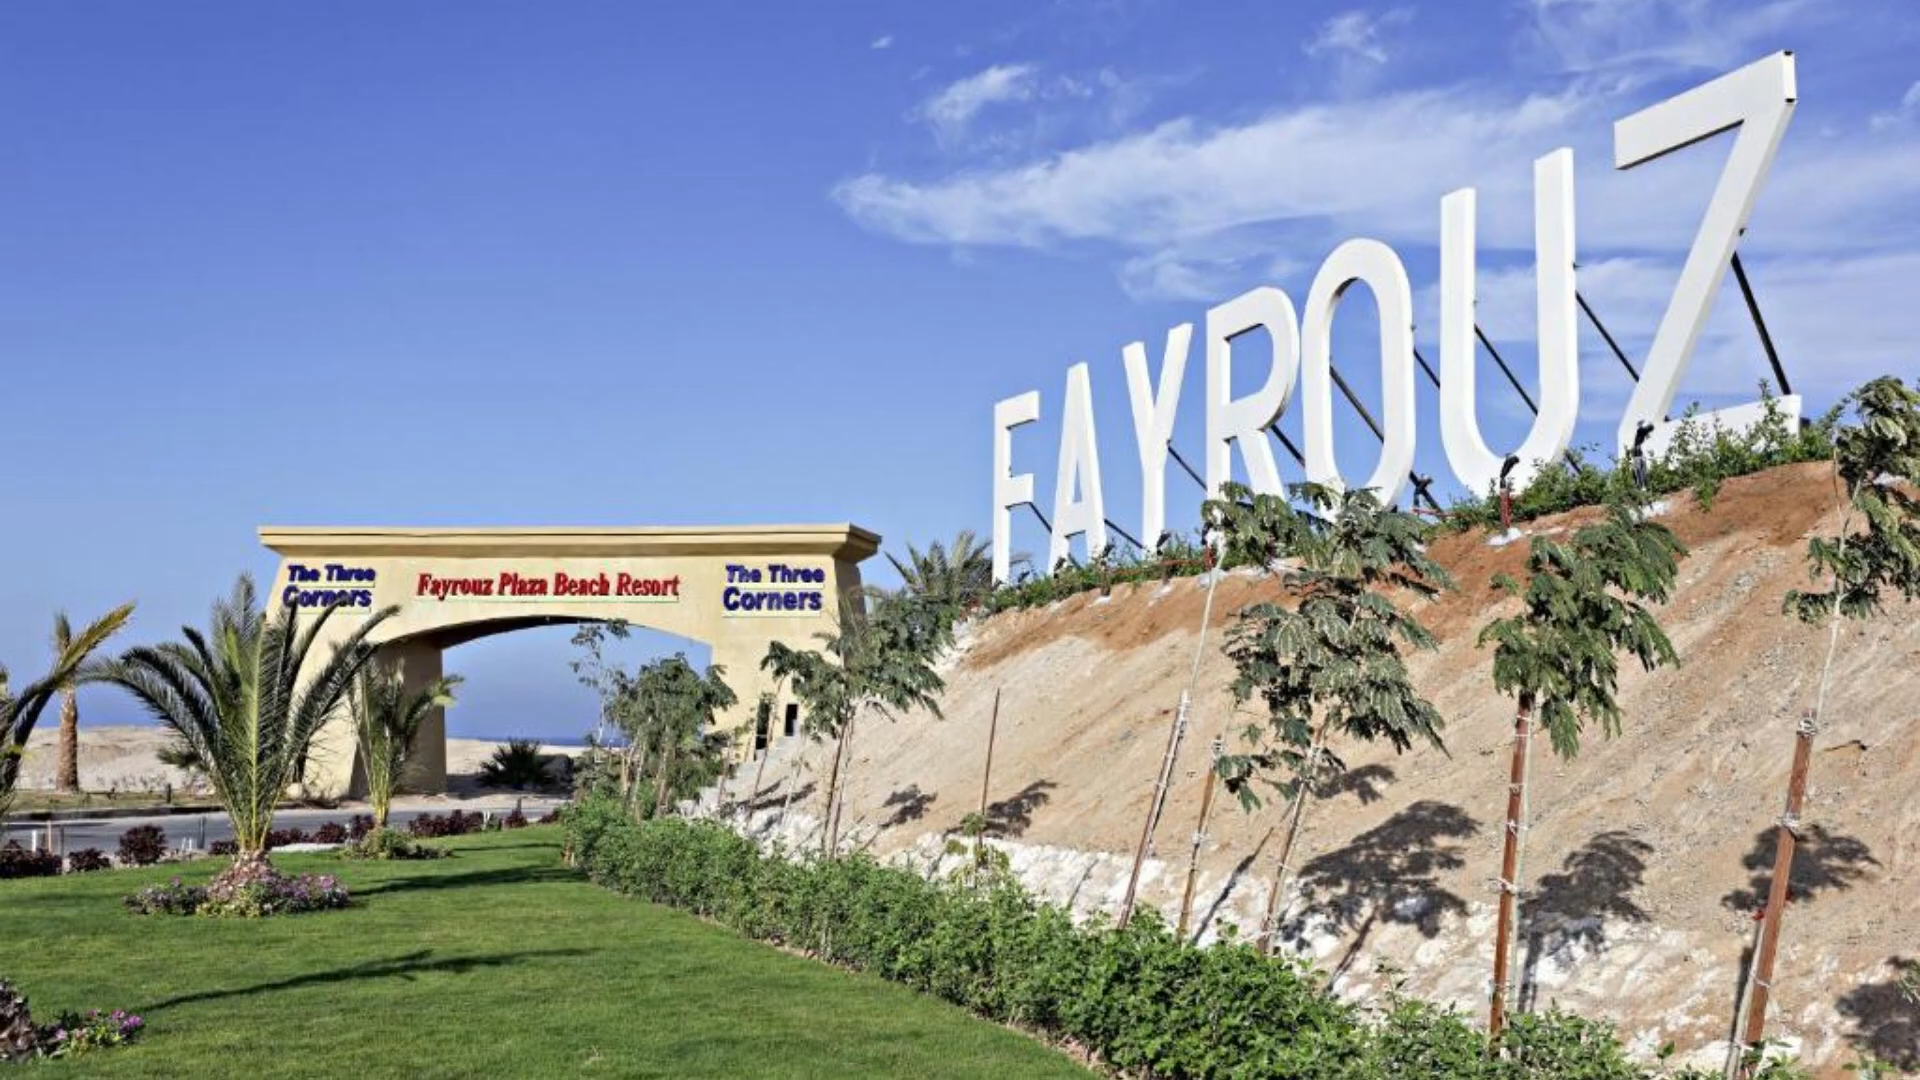 The Three
Corners
Fayrouz Plaza Beach Resort
The Three
Corners
FAYROUZ